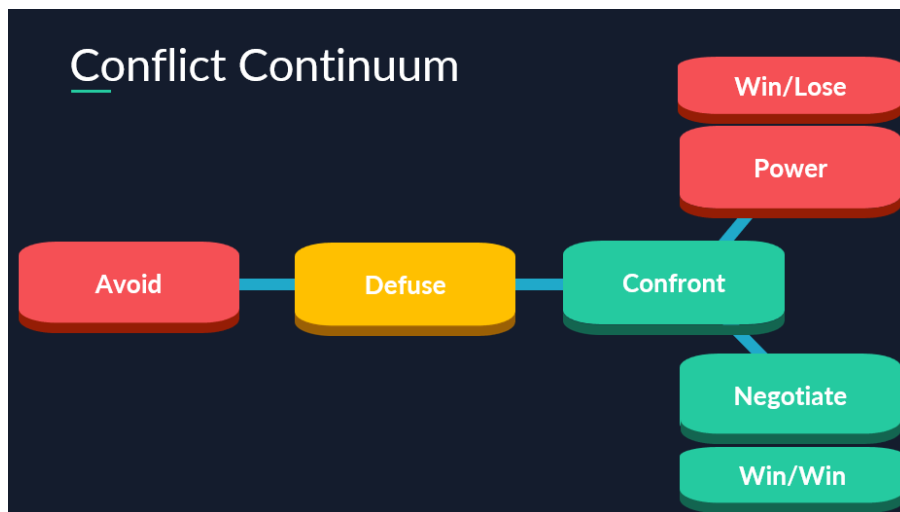 Conflict Continuum
Win/Lose
Power
Avoid
Defuse
Confront
Negotiate
Win/Win